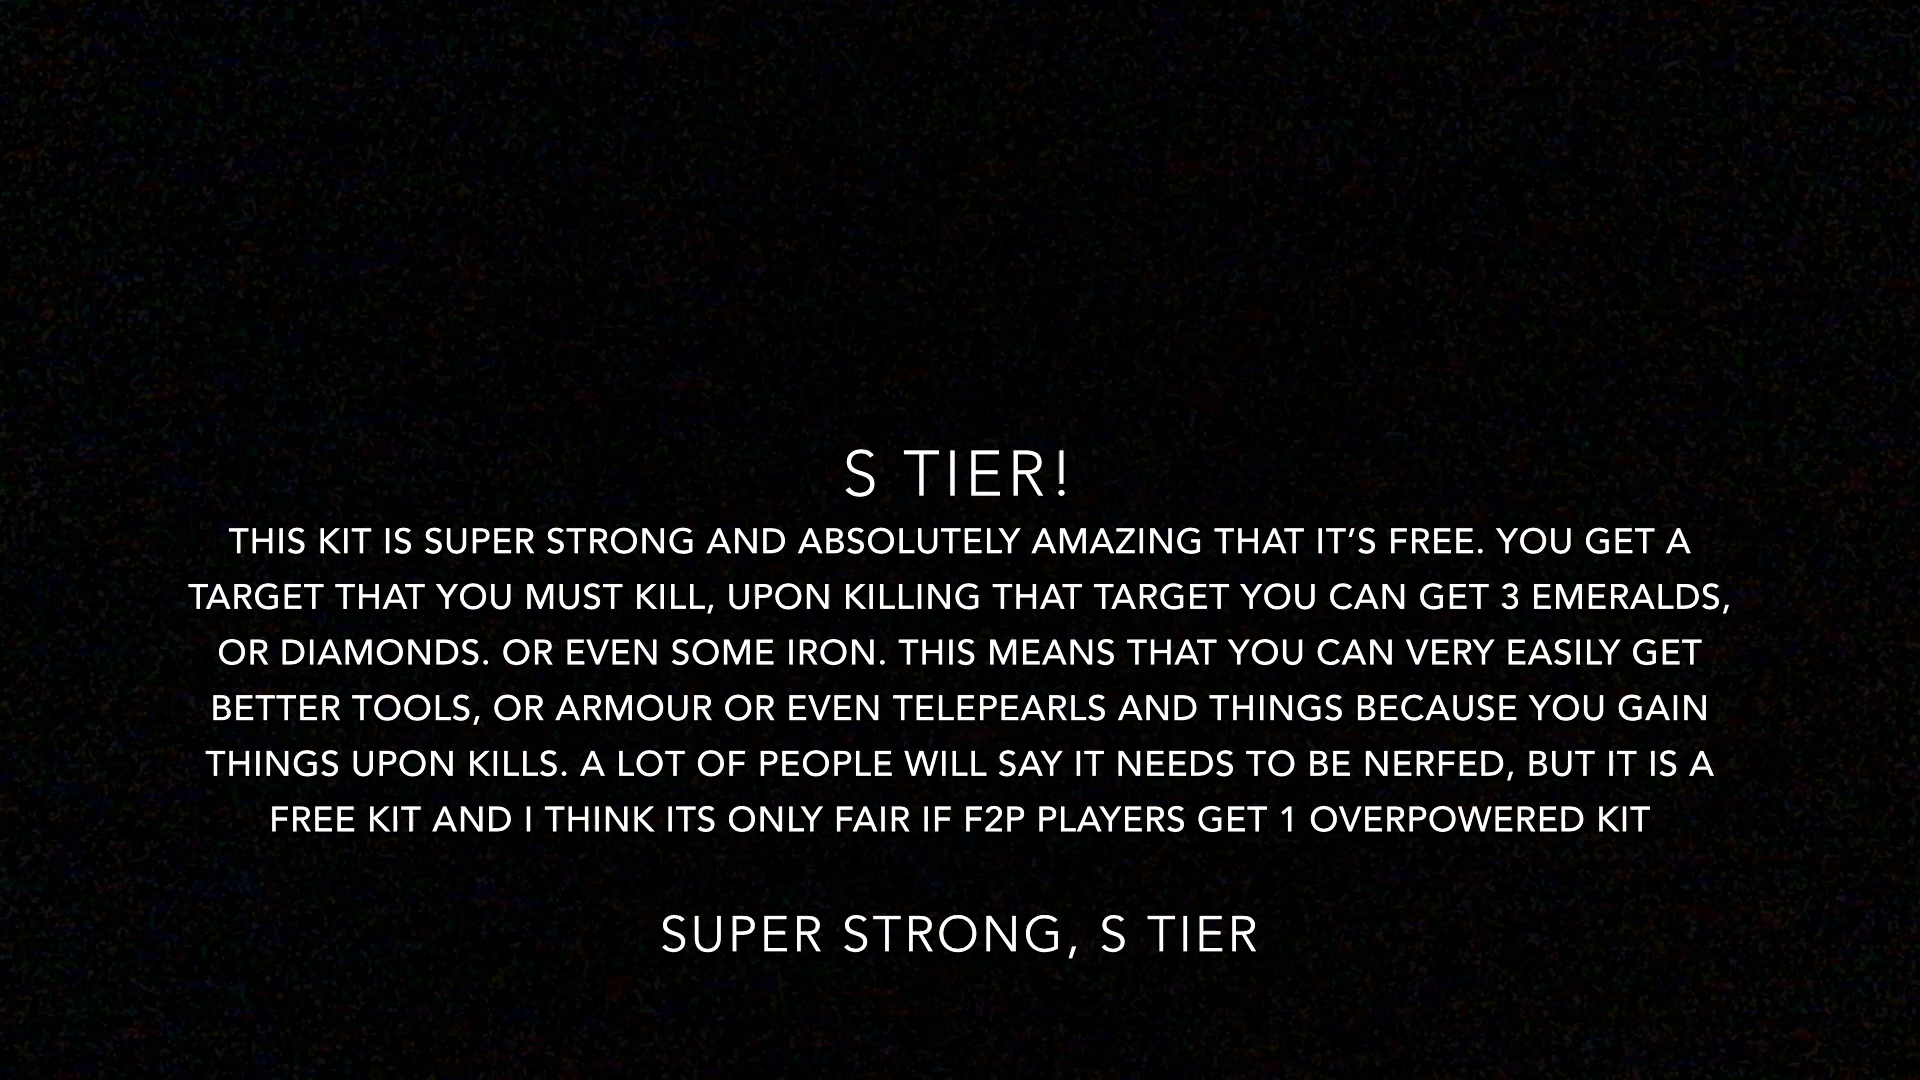 S TIER!
THIS KIT IS SUPER STRONG AND ABSOLUTELY AMAZING THAT IT’S FREE. YOU GET A
TARGET THAT YOU MUST KILL, UPON KILLING THAT TARGET YOU CAN GET 3 EMERALDS,
OR DIAMONDS. OR EVEN SOME IRON. THIS MEANS THAT YOU CAN VERY EASILY GET
BETTER TOOLS, OR ARMOUR OR EVEN TELEPEARLS AND THINGS BECAUSE YOU GAIN
THINGS UPON KILLS. A LOT OF PEOPLE WILL SAY IT NEEDS TO BE NERFED, BUT IT IS A
FREE KIT AND I THINK ITS ONLY FAIR IF F2P PLAYERS GET 1 OVERPOWERED KIT
SUPER STRONG, S TIER